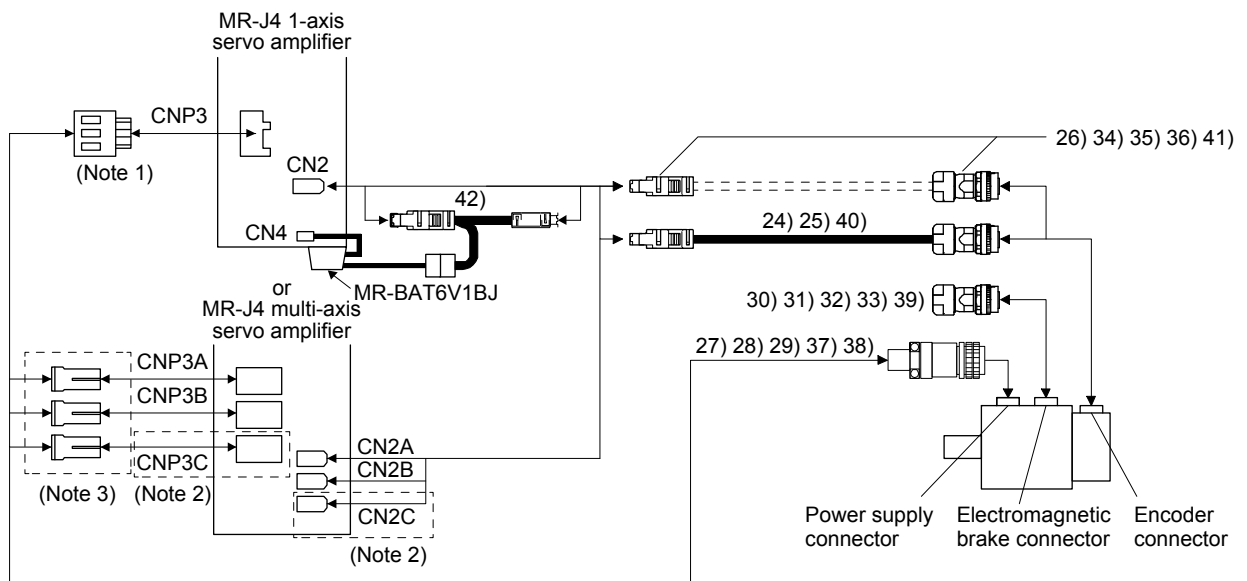 MR-J4 1-axis
servo amplifier
CNP3
(Note 1)
CN2
26) 34) 35) 36) 41)
42)
24) 25) 40)
CN4
MR-BAT6V1BJ
or
MR-J4 multi-axis
servo amplifier
30) 31) 32) 33) 39)
27) 28) 29) 37) 38)
CNP3A
CNP3B
CNP3C
CN2A
CN2B
CN2C
(Note 3)
(Note 2)
(Note 2)
Power supply
connector
Electromagnetic
brake connector
Encoder
connector